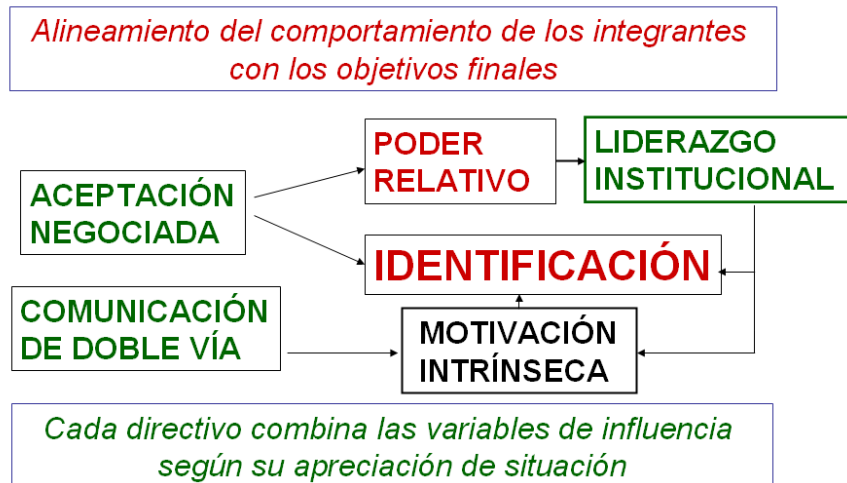 Alineamiento del comportamiento de los integrantes
con los objetivos finales
PODER
RELATIVO
LIDERAZGO
INSTITUCIONAL
ACEPTACIÓN
NEGOCIADA
IDENTIFICACIÓN
COMUNICACIÓN
DE DOBLE VÍA
MOTIVACIÓN
INTRÍNSECA
Cada directivo combina las variables de influencia
según su apreciación de situación